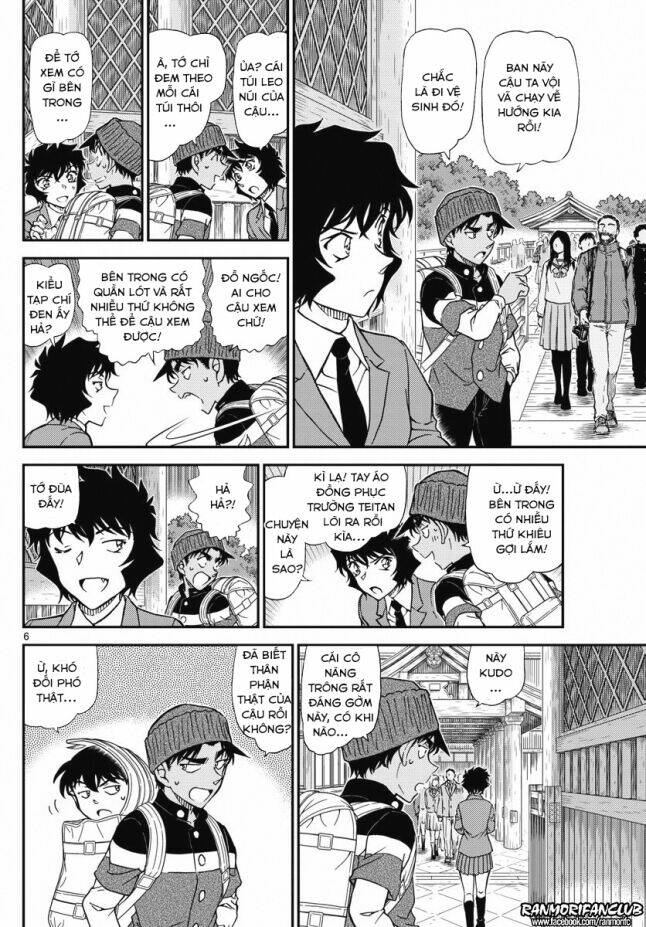 BAN NÃY
CẬU TA VỘI
VÃ CHẠY VỀ
HƯỚNG KIA
RỒI!
CHẮC
LÀ ĐI VỆ
SINH ĐÓ!
ỦA? CÁI
TÚI LEO
NÚI CỦA
CẬU...
À, TỚ CHỈ
ĐEM THEO
MỖI CÁI
TÚI THÔI
...
ĐỂ TỚ
XEM CÓ
GÌ BÊN
TRONG
...
ĐỒ NGỐC!
AI CHO
CẬU XEM
CHỨ!
BÊN TRONG CÓ
QUẦN LÓT VÀ RẤT
NHIỀU THỨ KHÔNG
THỂ ĐỂ CẬU XEM
ĐƯỢC!
KIỂU
TẠP CHÍ
ĐEN ẤY
HẢ?
Ừ...Ừ ĐẤY!
BÊN TRONG
CÓ NHIỀU
THỨ KHIÊU
GỢI LẮM!
KÌ LẠ! TAY ÁO
ĐỒNG PHỤC
TRƯỜNG TEITAN
LÒI RA RỒI
KÌA...
CHUYỆN
NÀY LÀ
SAO?
HẢ
HẢ?!
TỚ ĐÙA
ĐẤY!
6
NÀY
KUDO...
CÁI CÔ
NÀNG
TRÔNG RẤT
ĐÁNG GỜM
NÀY, CÓ KHI
NÀO...
ĐÃ BIẾT
THÂN
PHẬN
THẬT CỦA
CẬU RỒI
KHÔNG?
Ừ, KHÓ
ĐỐI PHÓ
THẬT...
RANMORIFANCLUB
www.facebook.com/ranmorifc